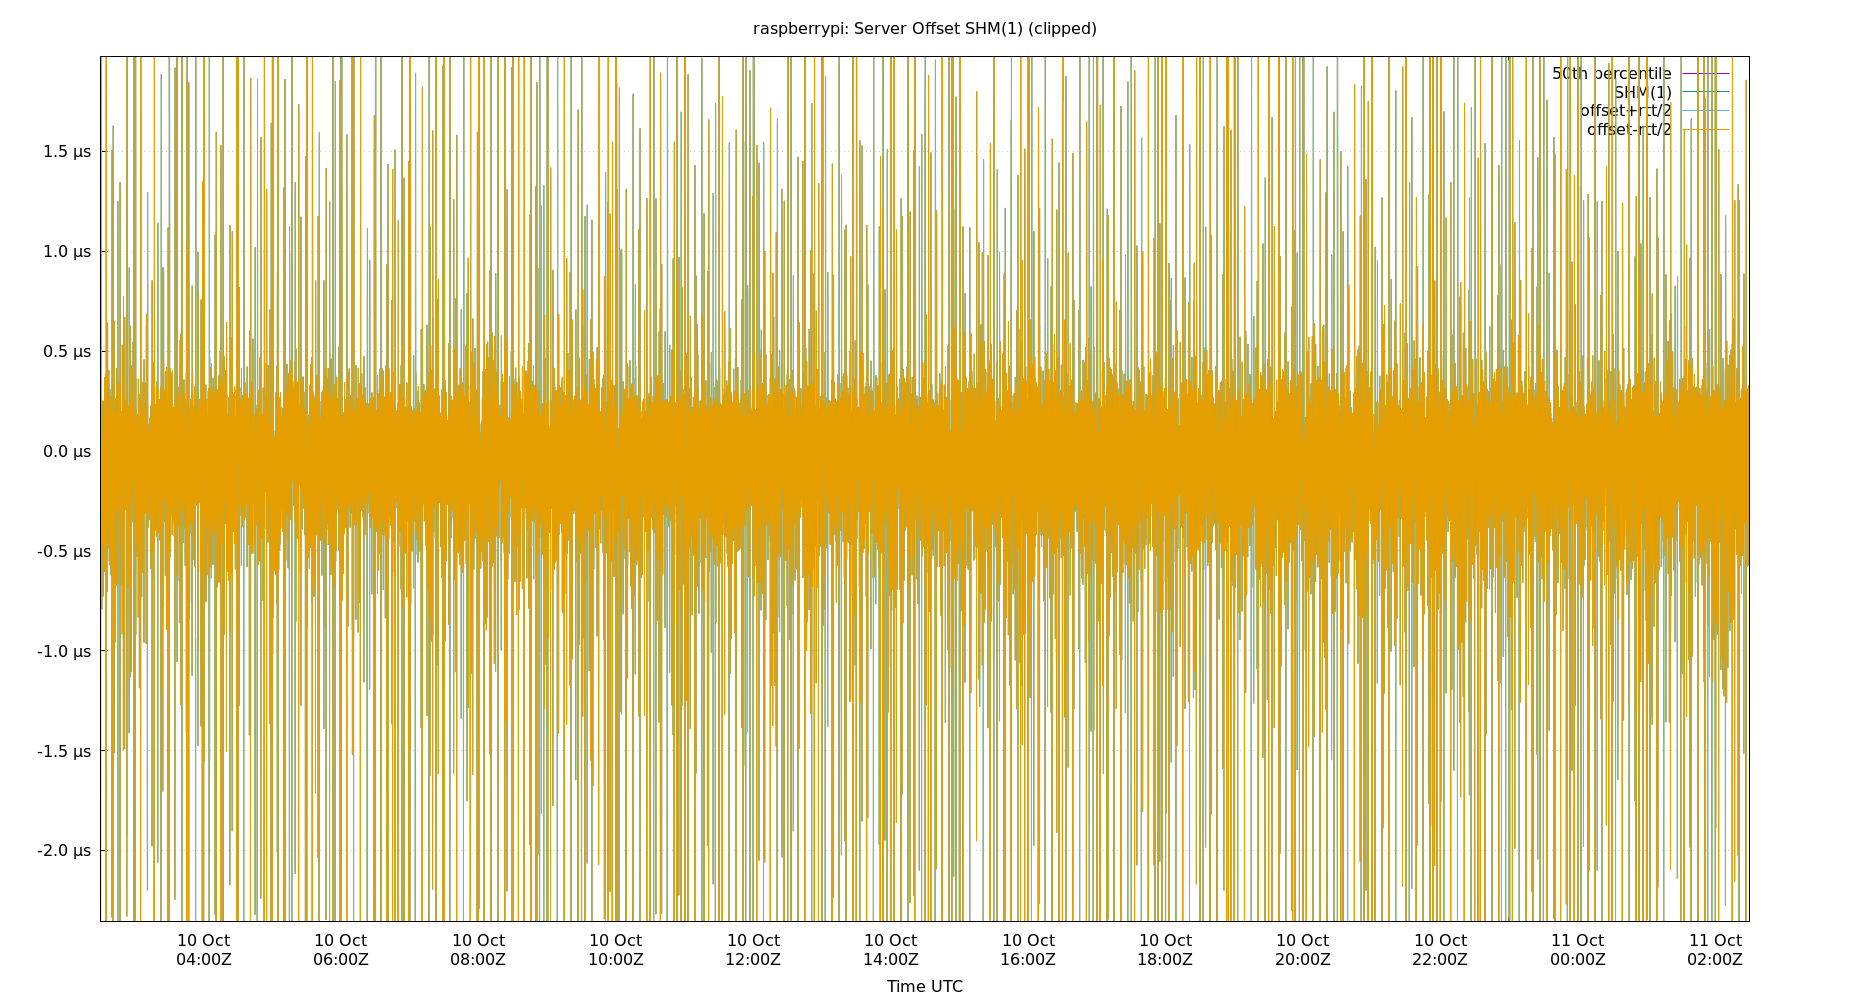 raspberrypi: Server Offset SHM(1) (clipped)
50th percentile
SHM(1)
offset+rtt/2
offset-rtt/2
1.5 µs
1.0 µs
0.5 µs
0.0 µs
-0.5 µs
-1.0 µs
-1.5 µs
-2.0 µs
10 Oct 10 Oct 10 Oct 10 Oct 10 Oct 10 Oct 10 Oct 10 Oct 10 Oct 10 Oct 11 Oct 11 Oct
04:00Z 06:00Z 08:00Z 10:00Z 12:00Z 14:00Z 16:00Z 18:00Z 20:00Z 22:00Z 00:00Z 02:00Z
Time UTC